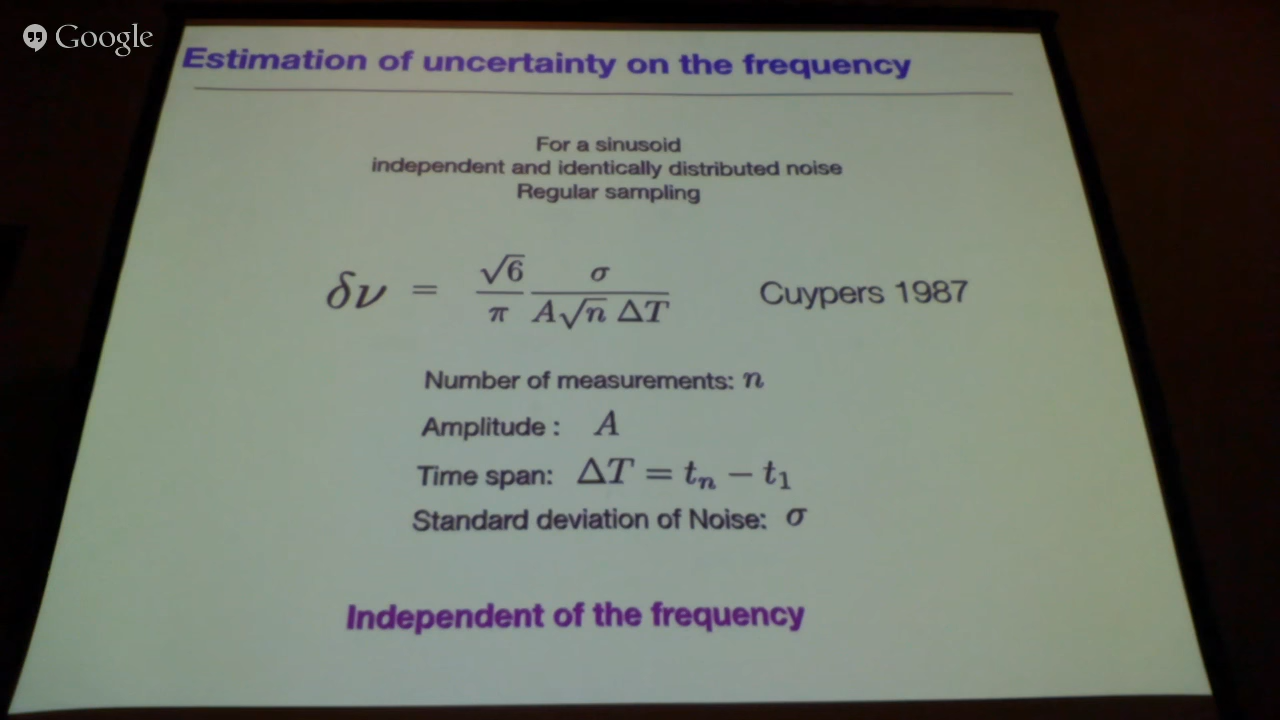 Google
Estimation of uncertainty on the frequency
For a sinusoid
independent and identically distributed noise
Regular sampling
δν = √6/π σ/(A√n ΔT) Cuypers 1987
Number of measurements: n
Amplitude : A
Time span: ΔT = tₙ − t₁
Standard deviation of Noise: σ
Independent of the frequency